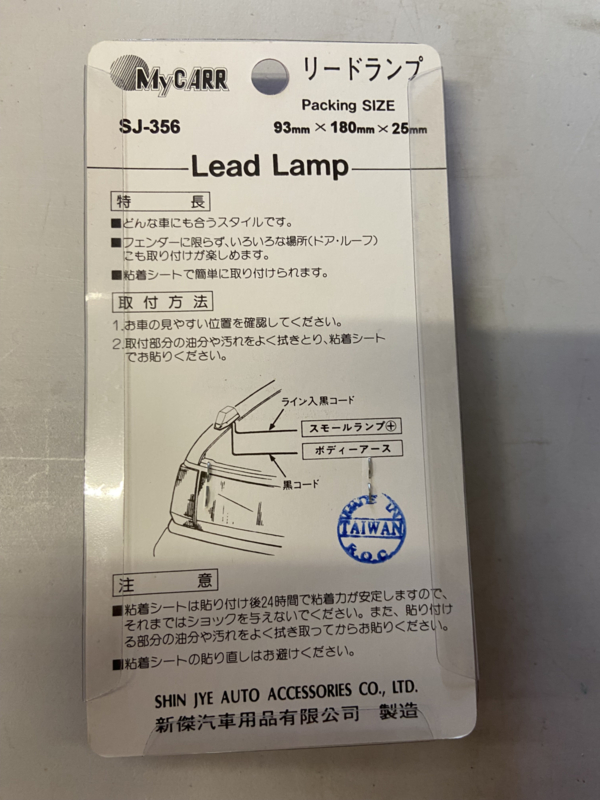 MyCARR
リードランプ
Packing SIZE
SJ-356
93mm×180mm×25mm
Lead Lamp
特長
■どんな車にも合うスタイルです。
■フェンダーに限らず、いろいろな場所(ドア・ルーフ)
にも取り付けが楽しめます。
■粘着シートで簡単に取り付けられます。
取付方法
1.お車の見やすい位置を確認してください。
2.取付部分の油分や汚れをよく拭きとり、粘着シート
でお貼りください。
ライン入黒コード
スモールランプ⊕
ボディーアース
黒コード
MADE IN
TAIWAN
R.O.C.
注意
■粘着シートは貼り付け後24時間で粘着力が安定しますので、
それまではショックを与えないでください。また、貼り付け
る部分の油分や汚れをよく拭き取ってからお貼りください。
■粘着シートの貼り直しはお避けください。
SHIN JYE AUTO ACCESSORIES CO., LTD.
新傑汽車用品有限公司 製造